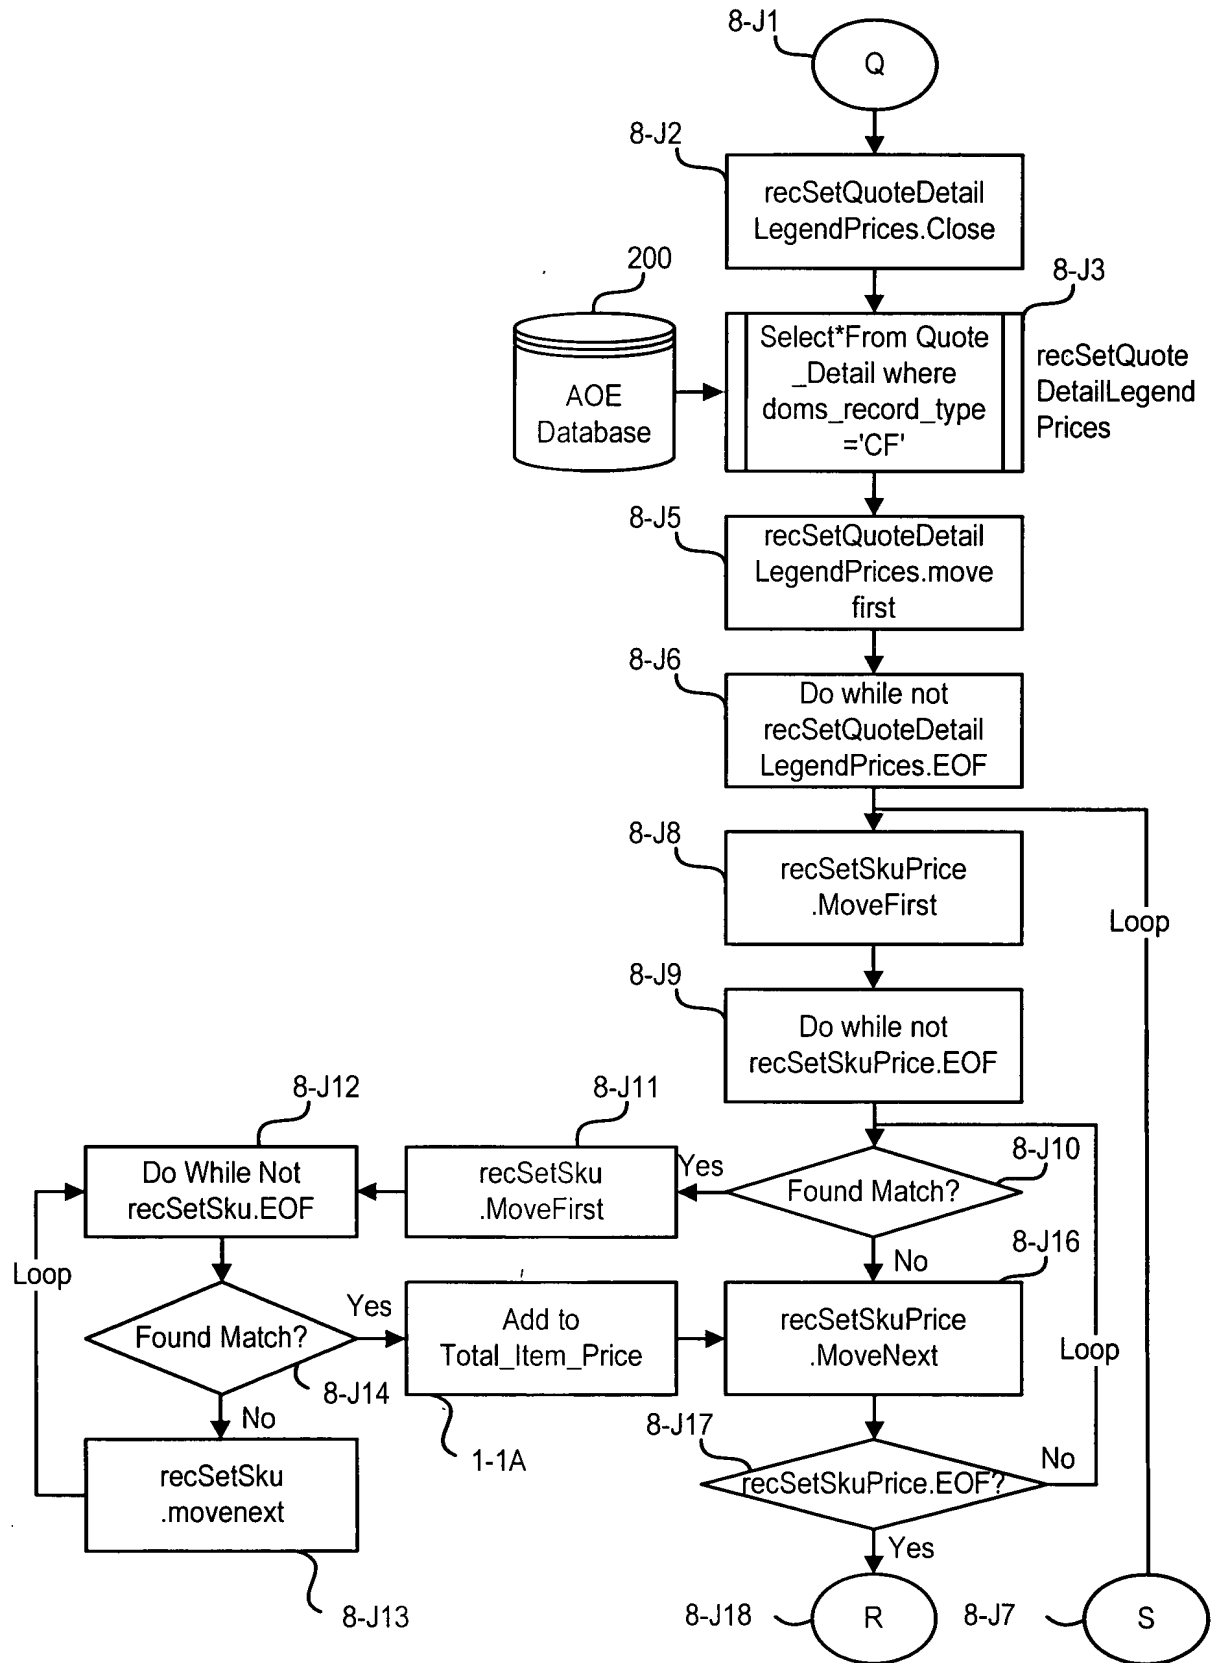 8-J1
Q
8-J2
recSetQuoteDetail
LegendPrices.Close
200
AOE
Database
8-J3
Select*From Quote
_Detail where
doms_record_type
='CF'
recSetQuote
DetailLegend
Prices
8-J5
recSetQuoteDetail
LegendPrices.move
first
8-J6
Do while not
recSetQuoteDetail
LegendPrices.EOF
8-J8
recSetSkuPrice
.MoveFirst
Loop
8-J9
Do while not
recSetSkuPrice.EOF
8-J12
Do While Not
recSetSku.EOF
8-J11
recSetSku
.MoveFirst
Yes
8-J10
Found Match?
No
8-J16
Loop
Found Match?
8-J14
Yes
Add to
Total_Item_Price
1-1A
recSetSkuPrice
.MoveNext
Loop
No
recSetSku
.movenext
8-J13
8-J17
recSetSkuPrice.EOF?
No
Yes
8-J18
R
8-J7
S